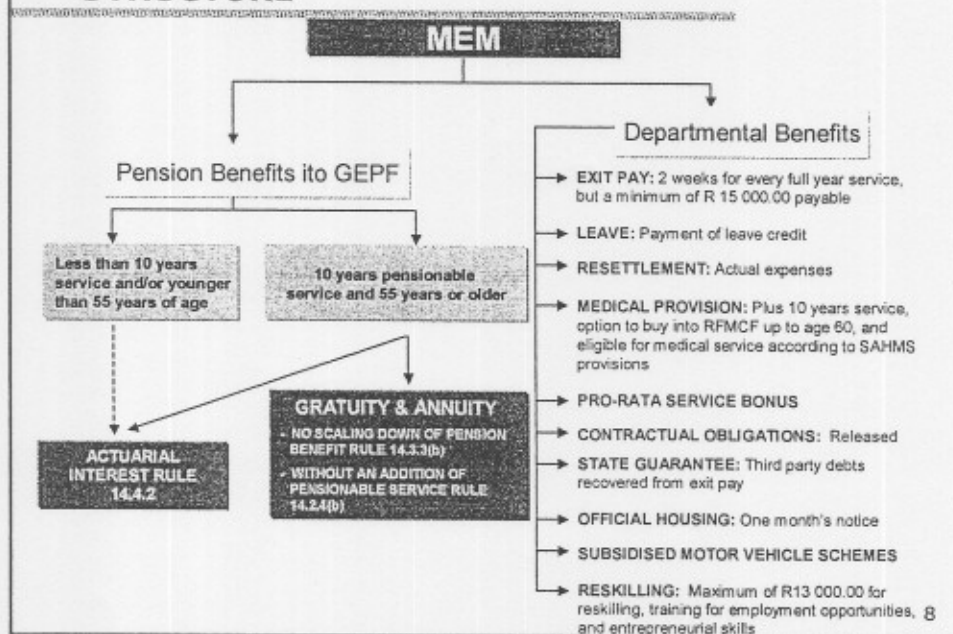 MEM
Pension Benefits ito GEPF
Less than 10 years
service and/or younger
than 55 years of age
10 years pensionable
service and 55 years or older
ACTUARIAL
INTEREST RULE
14.4.2
GRATUITY & ANNUITY
- NO SCALING DOWN OF PENSION
BENEFIT RULE 14.3.3(b)
- WITHOUT AN ADDITION OF
PENSIONABLE SERVICE RULE
14.2.4(b)
Departmental Benefits
EXIT PAY: 2 weeks for every full year service,
but a minimum of R 15 000.00 payable
LEAVE: Payment of leave credit
RESETTLEMENT: Actual expenses
MEDICAL PROVISION: Plus 10 years service,
option to buy into RFMCF up to age 60, and
eligible for medical service according to SAHMS
provisions
PRO-RATA SERVICE BONUS
CONTRACTUAL OBLIGATIONS: Released
STATE GUARANTEE: Third party debts
recovered from exit pay
OFFICIAL HOUSING: One month's notice
SUBSIDISED MOTOR VEHICLE SCHEMES
RESKILLING: Maximum of R13 000.00 for
reskilling, training for employment opportunities,
and entrepreneurial skills
8